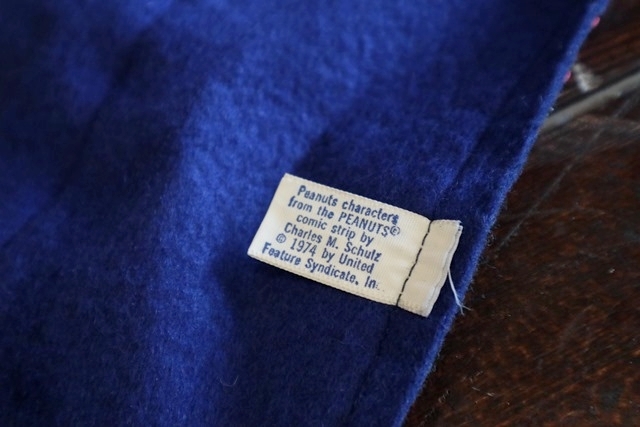 Peanuts characters
from the PEANUTS®
comic strip by
Charles M. Schulz
© 1974 by United
Feature Syndicate, Inc.